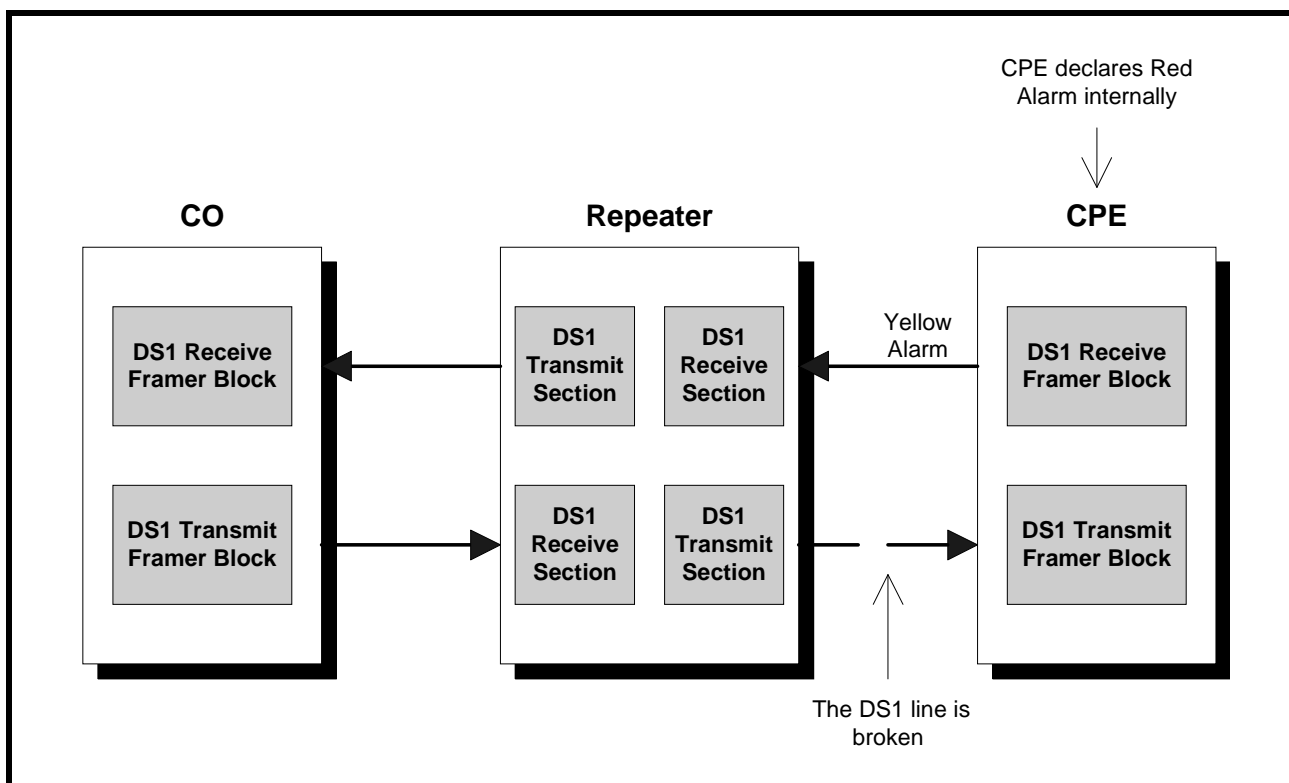 CPE declares Red
Alarm internally
CO
Repeater
CPE
DS1 Receive
Framer Block
DS1
Transmit
Section
DS1
Receive
Section
Yellow
Alarm
DS1 Receive
Framer Block
DS1 Transmit
Framer Block
DS1
Receive
Section
DS1
Transmit
Section
DS1 Transmit
Framer Block
The DS1 line is
broken